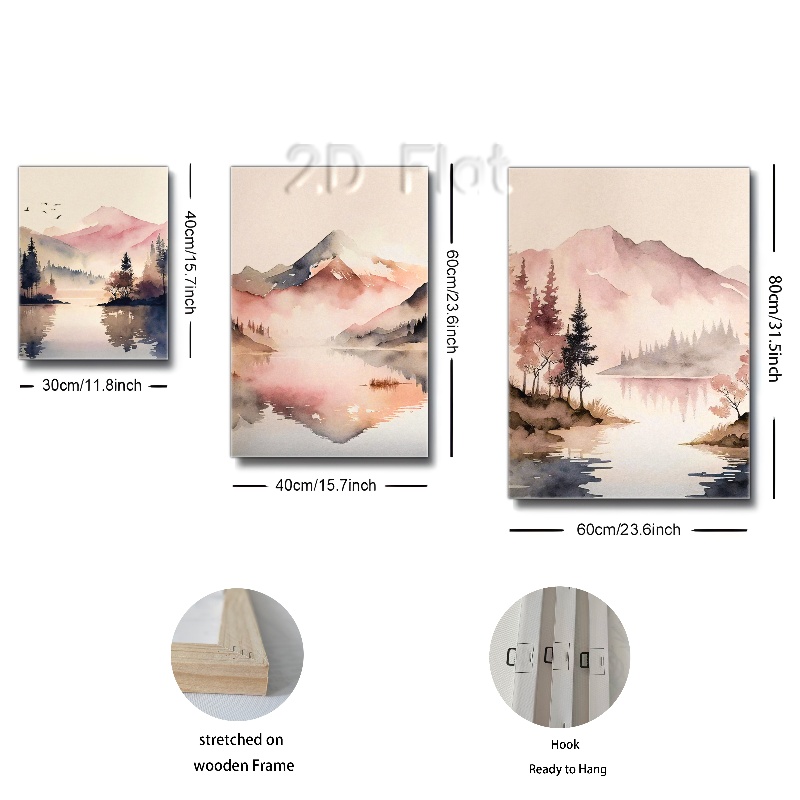 2D Flat
40cm/15.7inch
60cm/23.6inch
80cm/31.5inch
30cm/11.8inch
40cm/15.7inch
60cm/23.6inch
stretched on
wooden Frame
Hook
Ready to Hang